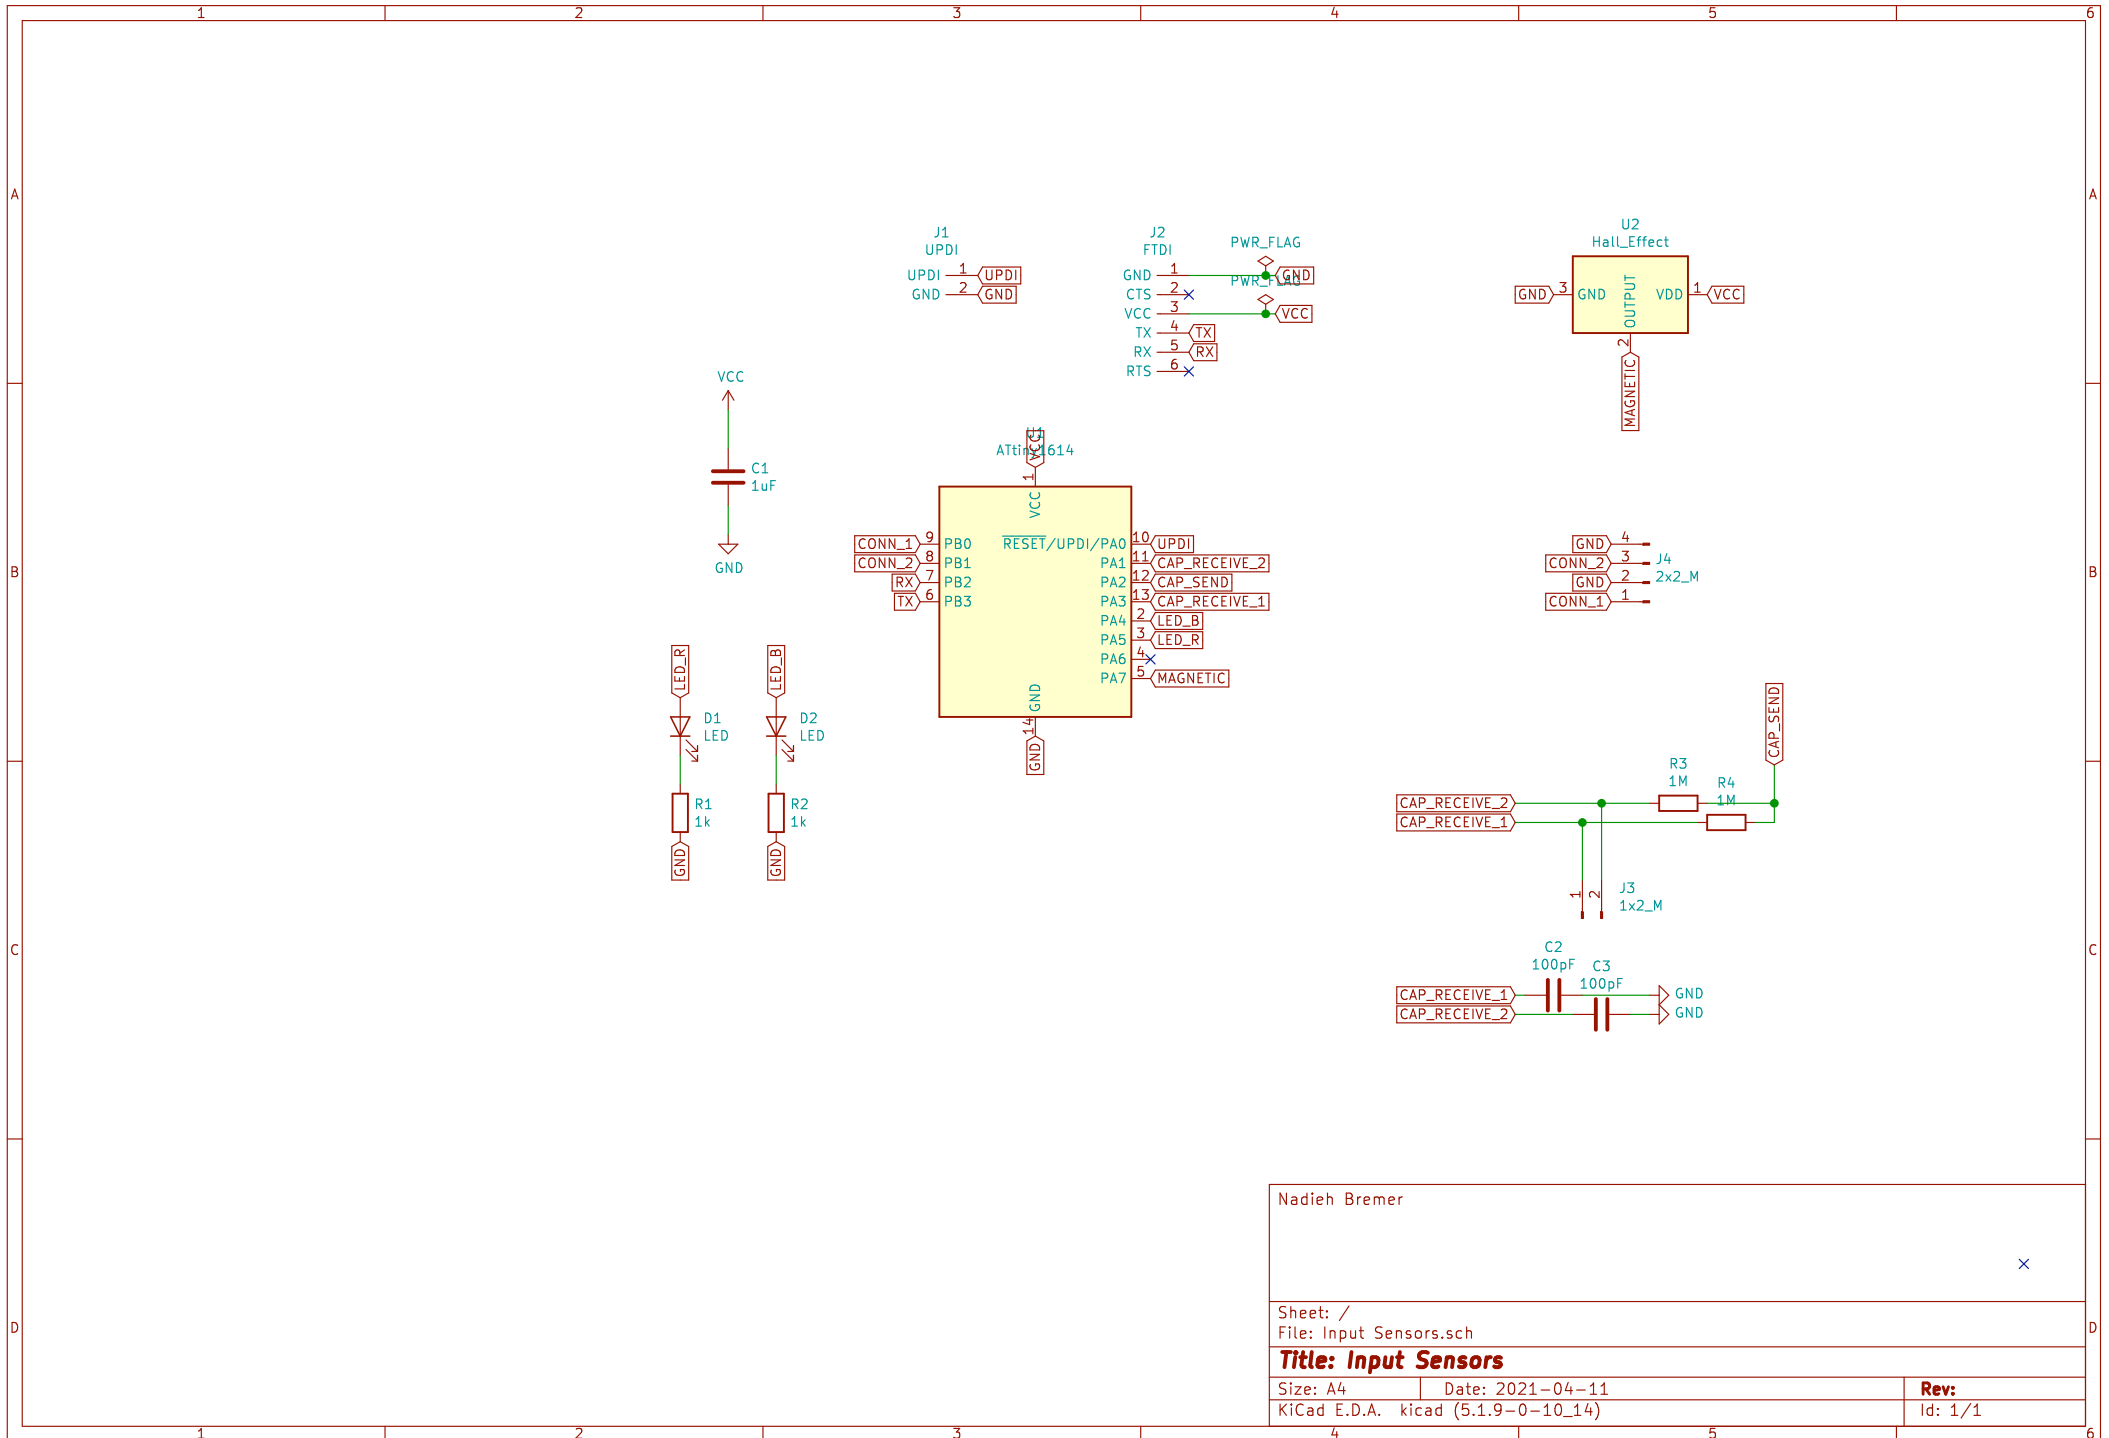 1 2 3 4 5 6
A A
J1
UPDI
UPDI 1 UPDI
GND 2 GND
J2
FTDI
GND 1 GND
CTS 2
VCC 3 VCC
TX 4 TX
RX 5 RX
RTS 6
PWR_FLAG
PWR_FLAG
U2
Hall_Effect
GND 3 GND VDD 1 VCC
OUTPUT
2
MAGNETIC
VCC
C1
1uF
GND
VCC
ATtiny1614
1
VCC
CONN_1 9 PB0
CONN_2 8 PB1
RX 7 PB2
TX 6 PB3
RESET/UPDI/PA0 10 UPDI
PA1 11 CAP_RECEIVE_2
PA2 12 CAP_SEND
PA3 13 CAP_RECEIVE_1
PA4 2 LED_B
PA5 3 LED_R
PA6 4
PA7 5 MAGNETIC
GND
14
GND
B B
GND 4
CONN_2 3
GND 2
CONN_1 1
J4
2x2_M
LED_R LED_B
D1
LED
D2
LED
R1
1k
R2
1k
GND GND
CAP_SEND
R3
1M
R4
1M
CAP_RECEIVE_2
CAP_RECEIVE_1
1 2
J3
1x2_M
C C
C2
100pF
C3
100pF
CAP_RECEIVE_1 GND
CAP_RECEIVE_2 GND
Nadieh Bremer
Sheet: /
File: Input Sensors.sch
D D
Title: Input Sensors
Size: A4 Date: 2021-04-11 Rev:
KiCad E.D.A. kicad (5.1.9-0-10_14) Id: 1/1
1 2 3 4 5 6